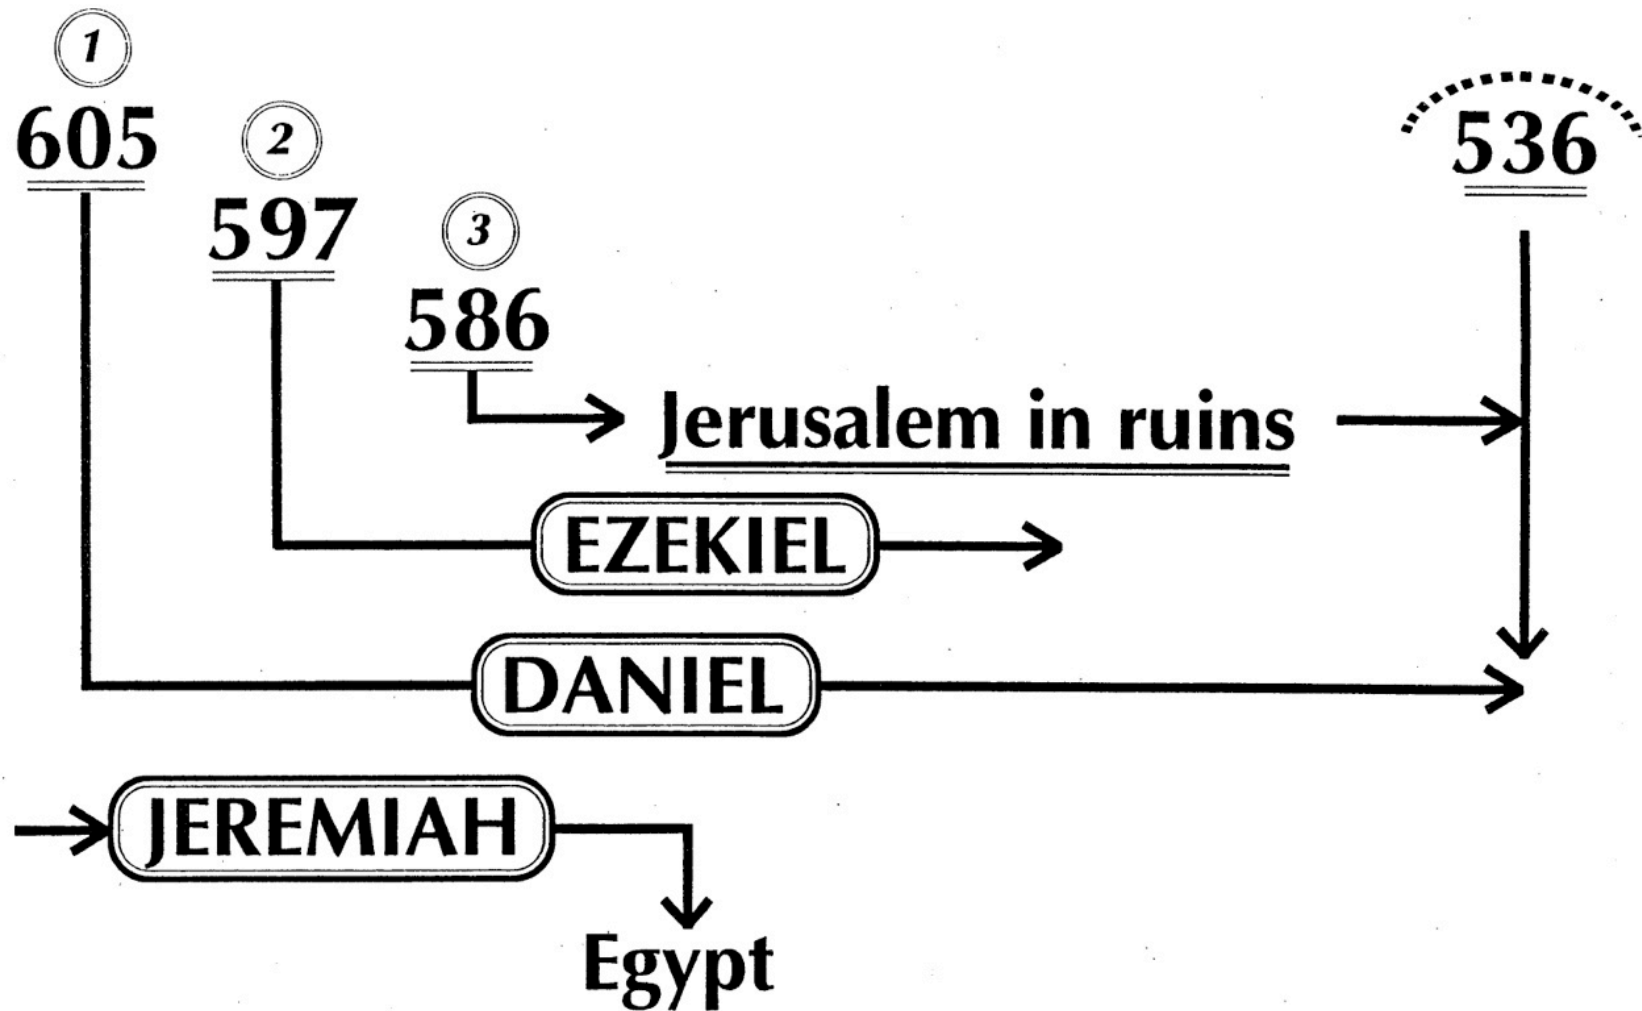 1
605
2
597
3
586
536
Jerusalem in ruins
EZEKIEL
DANIEL
JEREMIAH
Egypt